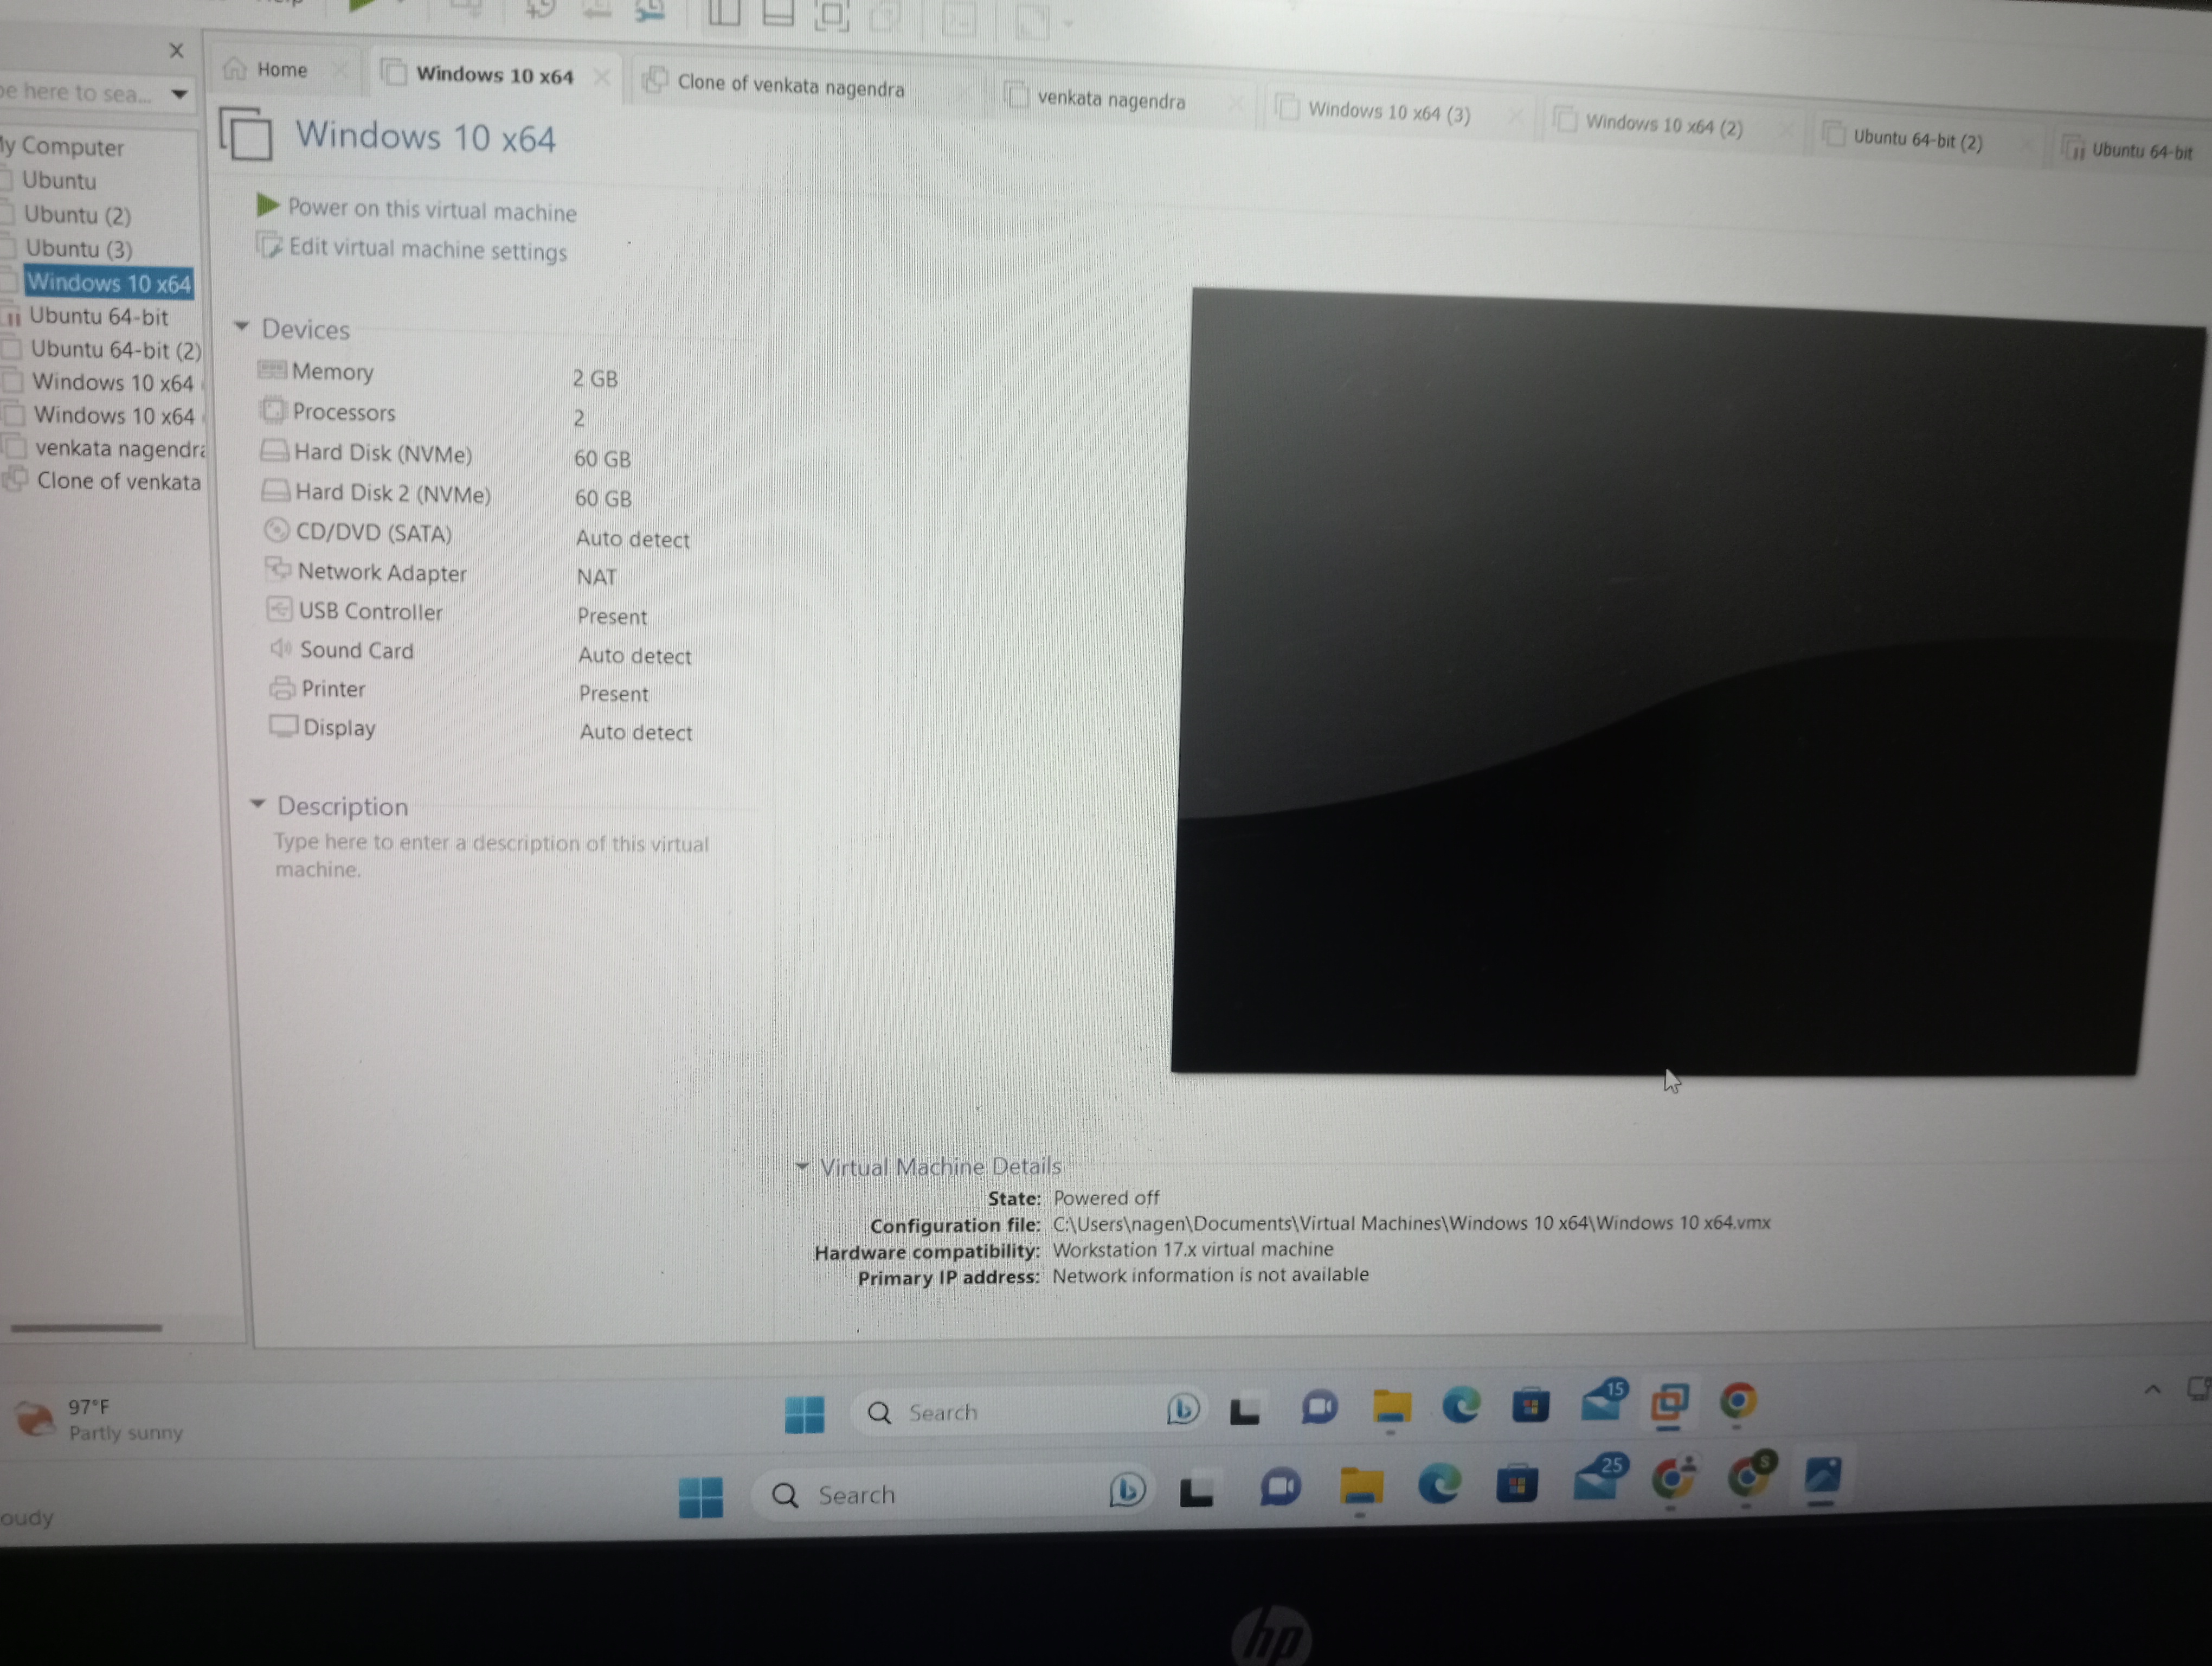 Home
Windows 10 x64
Clone of venkata nagendra
venkata nagendra
Windows 10 x64 (3)
Windows 10 x64 (2)
Ubuntu 64-bit (2)
Ubuntu 64-bit
here to sea...
Computer
Ubuntu
Ubuntu (2)
Ubuntu (3)
Windows 10 x64
Ubuntu 64-bit
Ubuntu 64-bit (2)
Windows 10 x64
Windows 10 x64
venkata nagendra
Clone of venkata
Windows 10 x64
Power on this virtual machine
Edit virtual machine settings
Devices
Memory 2 GB
Processors 2
Hard Disk (NVMe) 60 GB
Hard Disk 2 (NVMe) 60 GB
CD/DVD (SATA) Auto detect
Network Adapter NAT
USB Controller Present
Sound Card Auto detect
Printer Present
Display Auto detect
Description
Type here to enter a description of this virtual
machine.
Virtual Machine Details
State: Powered off
Configuration file: C:\Users\nagen\Documents\Virtual Machines\Windows 10 x64\Windows 10 x64.vmx
Hardware compatibility: Workstation 17.x virtual machine
Primary IP address: Network information is not available
97°F
Partly sunny
Search
15
oudy
Search
25
S
hp